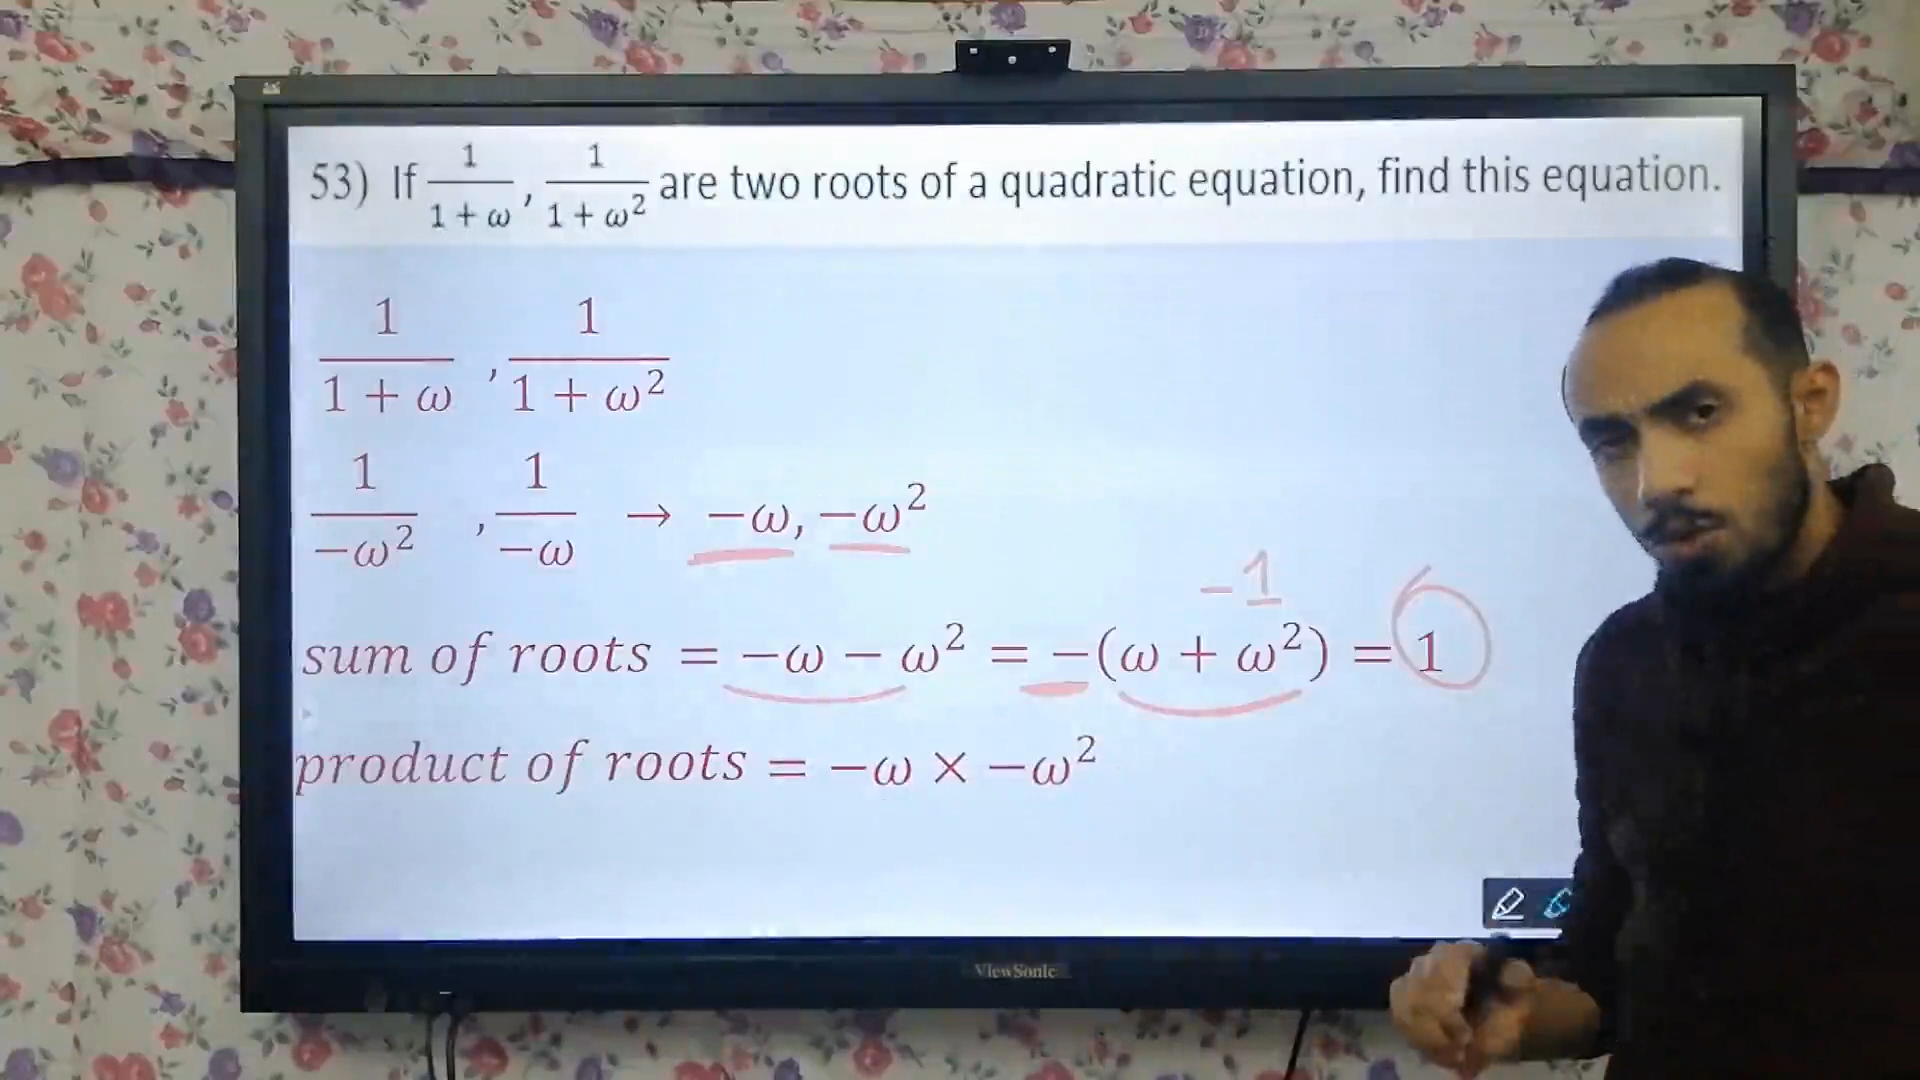 53) If 1/(1 + ω) , 1/(1 + ω²) are two roots of a quadratic equation, find this equation.
1/(1 + ω) , 1/(1 + ω²)
1/(−ω²) , 1/(−ω) → −ω, −ω²
−1
sum of roots = −ω − ω² = −(ω + ω²) = 1
product of roots = −ω × −ω²
ViewSonic